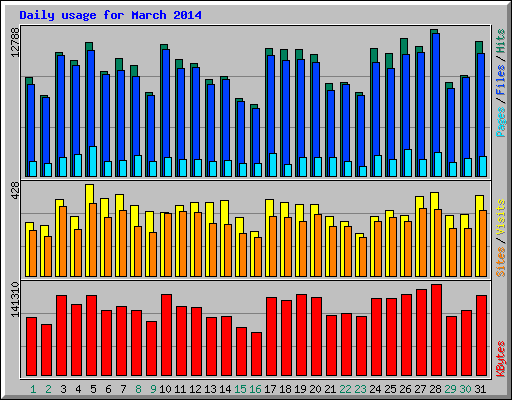 Daily usage for March 2014
12788
Pages / Files / Hits
428
Sites / Visits
141310
KBytes
1 2 3 4 5 6 7 8 9 10 11 12 13 14 15 16 17 18 19 20 21 22 23 24 25 26 27 28 29 30 31